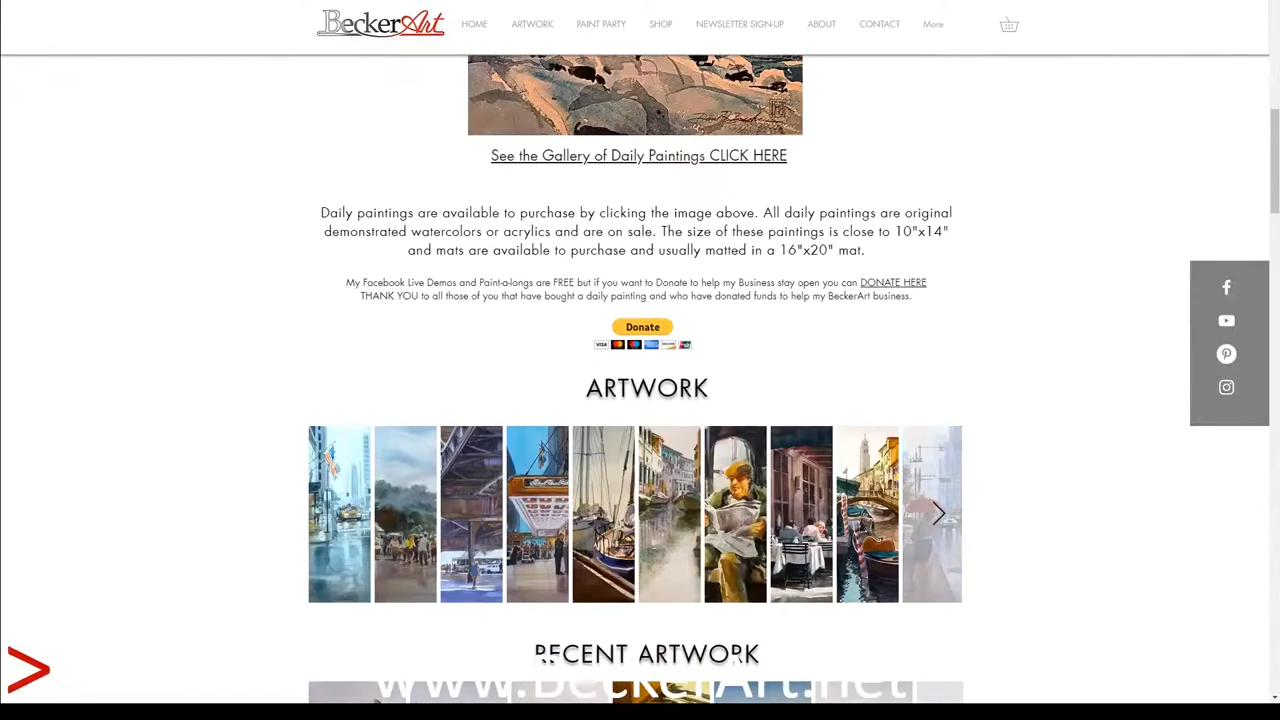 BeckerArt HOME ARTWORK PAINT PARTY SHOP NEWSLETTER SIGN-UP ABOUT CONTACT More
See the Gallery of Daily Paintings CLICK HERE
Daily paintings are available to purchase by clicking the image above. All daily paintings are original
demonstrated watercolors or acrylics and are on sale. The size of these paintings is close to 10"x14"
and mats are available to purchase and usually matted in a 16"x20" mat.
My Facebook Live Demos and Paint-a-longs are FREE but if you want to Donate to help my Business stay open you can DONATE HERE
THANK YOU to all those of you that have bought a daily painting and who have donated funds to help my BeckerArt business.
Donate
VISA
ARTWORK
RECENT ARTWORK
www.BeckerArt.net
>